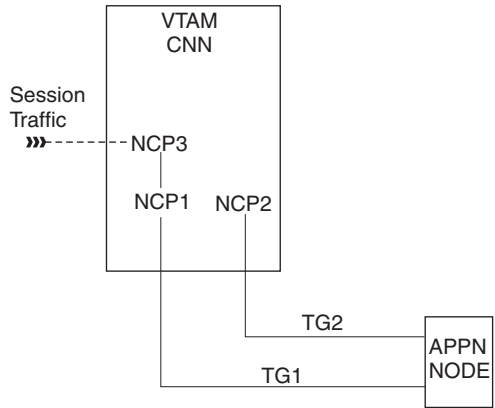 VTAM
CNN
Session
Traffic
NCP3
NCP1 NCP2
TG2
TG1
APPN
NODE